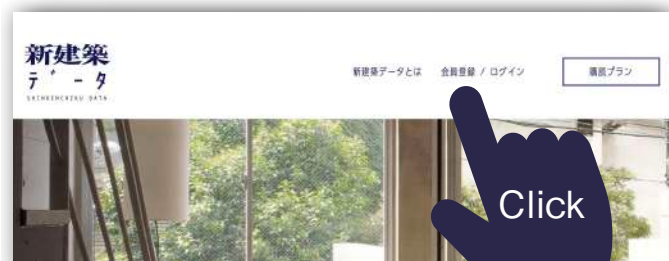 新建築
データ
SHINKENCHIKU DATA
新建築データとは 会員登録 / ログイン 購読プラン
Click